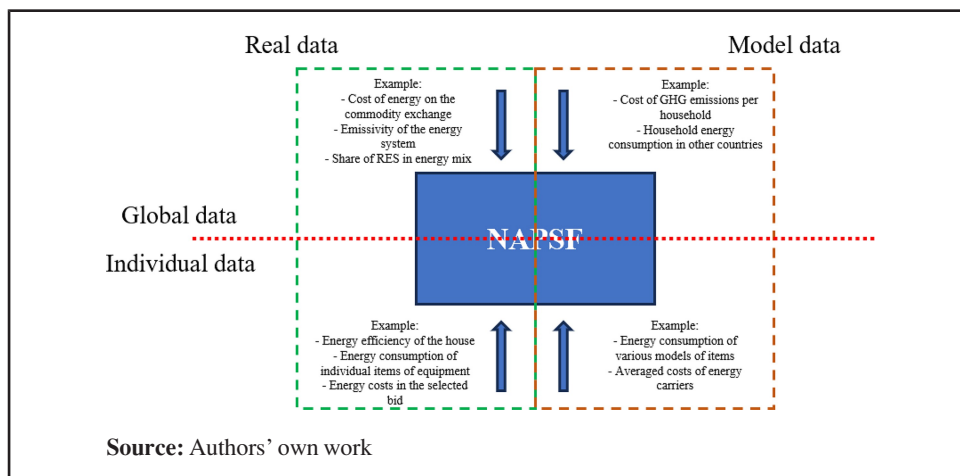 Real data
Model data
Example:
- Cost of energy on the
commodity exchange
- Emissivity of the energy
system
- Share of RES in energy mix
Example:
- Cost of GHG emissions per
household
- Household energy
consumption in other countries
Global data
NAPSF
Individual data
Example:
- Energy efficiency of the house
- Energy consumption of
individual items of equipment
- Energy costs in the selected
bid
Example:
- Energy consumption of
various models of items
- Averaged costs of energy
carriers
Source: Authors’ own work